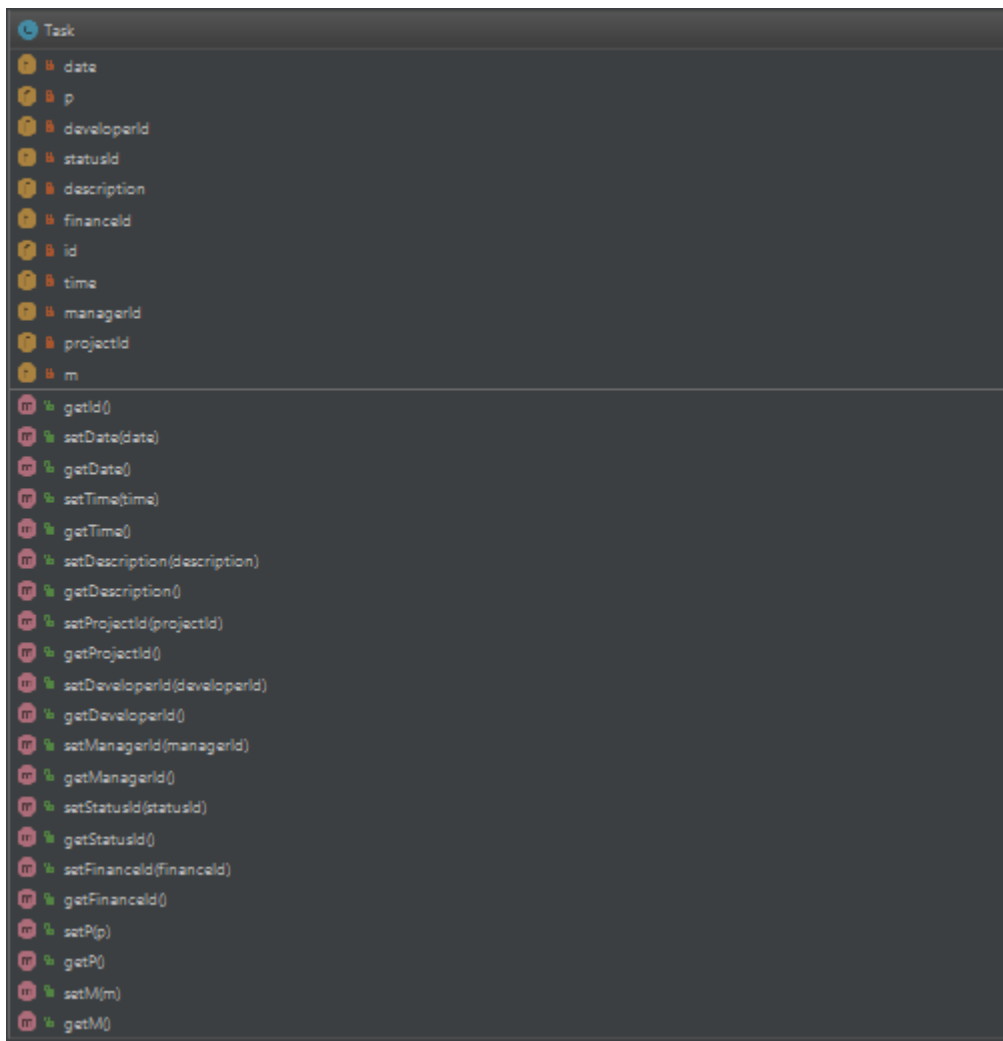 Task
date
p
developerId
statusId
description
financeId
id
time
managerId
projectId
m
getId()
setDate(date)
getDate()
setTime(time)
getTime()
setDescription(description)
getDescription()
setProjectId(projectId)
getProjectId()
setDeveloperId(developerId)
getDeveloperId()
setManagerId(managerId)
getManagerId()
setStatusId(statusId)
getStatusId()
setFinanceId(financeId)
getFinanceId()
setP(p)
getP()
setM(m)
getM()